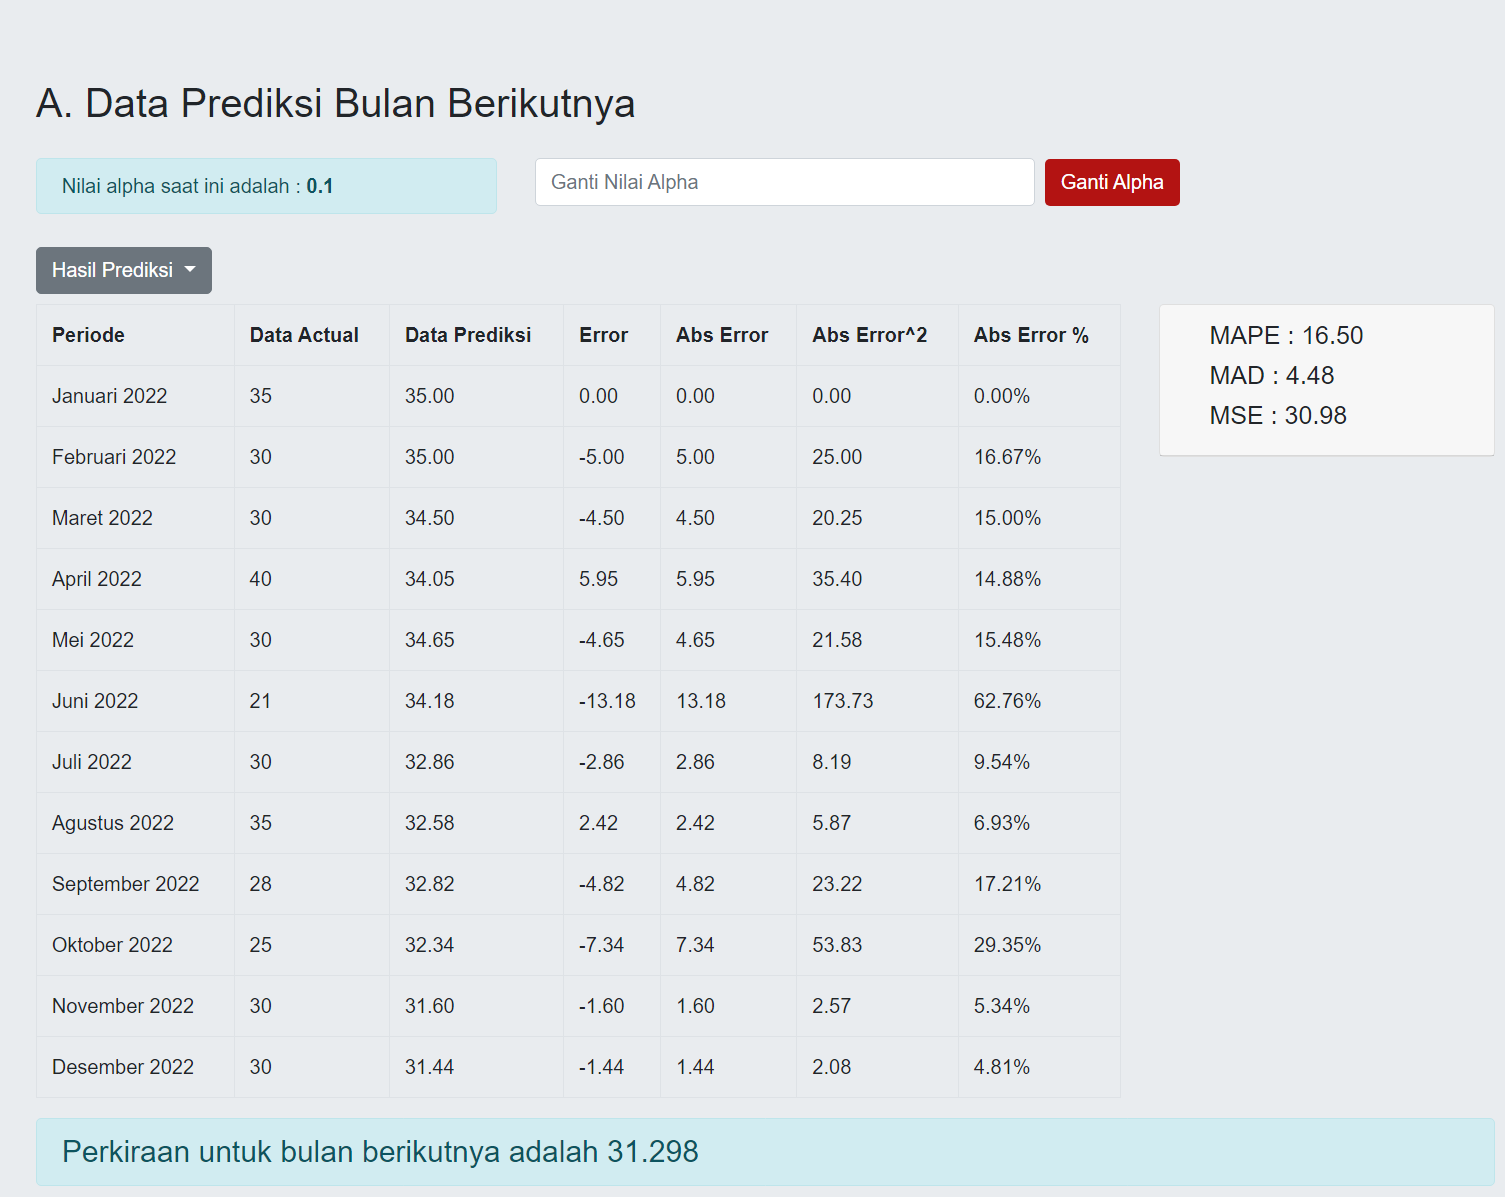 A. Data Prediksi Bulan Berikutnya
Nilai alpha saat ini adalah : 0.1
Ganti Nilai Alpha
Ganti Alpha
Hasil Prediksi
Periode Data Actual Data Prediksi Error Abs Error Abs Error^2 Abs Error %
Januari 2022 35 35.00 0.00 0.00 0.00 0.00%
Februari 2022 30 35.00 -5.00 5.00 25.00 16.67%
Maret 2022 30 34.50 -4.50 4.50 20.25 15.00%
April 2022 40 34.05 5.95 5.95 35.40 14.88%
Mei 2022 30 34.65 -4.65 4.65 21.58 15.48%
Juni 2022 21 34.18 -13.18 13.18 173.73 62.76%
Juli 2022 30 32.86 -2.86 2.86 8.19 9.54%
Agustus 2022 35 32.58 2.42 2.42 5.87 6.93%
September 2022 28 32.82 -4.82 4.82 23.22 17.21%
Oktober 2022 25 32.34 -7.34 7.34 53.83 29.35%
November 2022 30 31.60 -1.60 1.60 2.57 5.34%
Desember 2022 30 31.44 -1.44 1.44 2.08 4.81%
MAPE : 16.50
MAD : 4.48
MSE : 30.98
Perkiraan untuk bulan berikutnya adalah 31.298